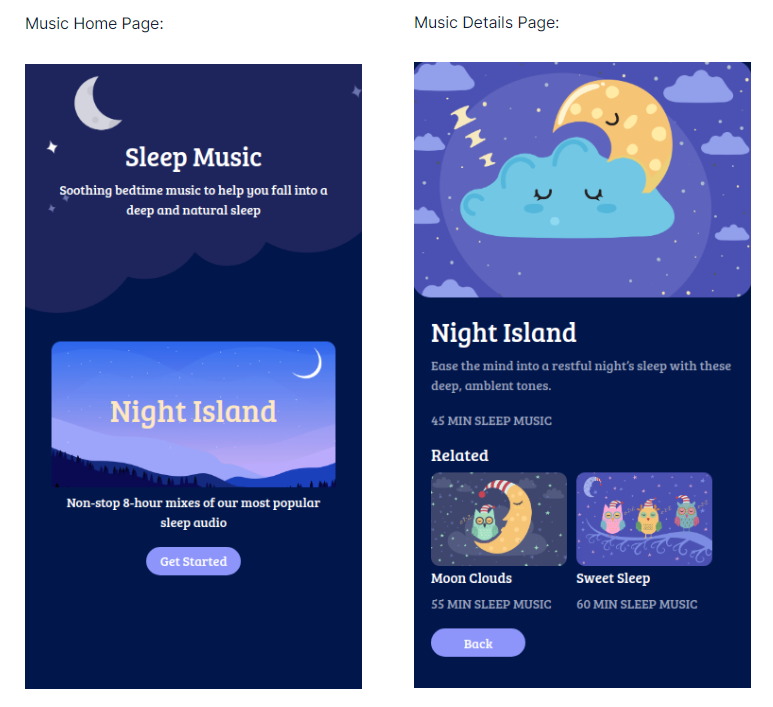 Music Home Page:
Sleep Music
Soothing bedtime music to help you fall into a
deep and natural sleep
Night Island
Non-stop 8-hour mixes of our most popular
sleep audio
Get Started
Music Details Page:
Night Island
Ease the mind into a restful night's sleep with these
deep, amblent tones.
45 MIN SLEEP MUSIC
Related
Moon Clouds
55 MIN SLEEP MUSIC
Sweet Sleep
60 MIN SLEEP MUSIC
Back